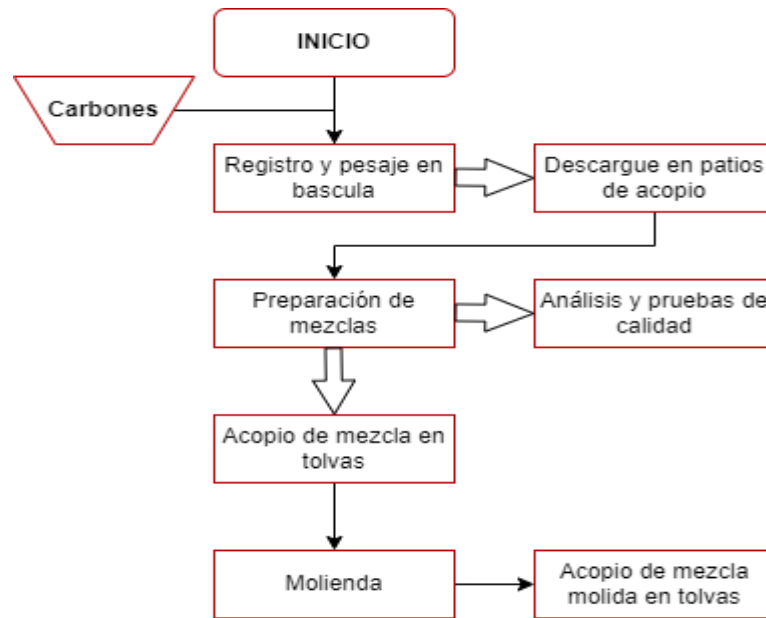 INICIO
Carbones
Registro y pesaje en
bascula
Descargue en patios
de acopio
Preparación de
mezclas
Análisis y pruebas de
calidad
Acopio de mezcla en
tolvas
Molienda
Acopio de mezcla
molida en tolvas